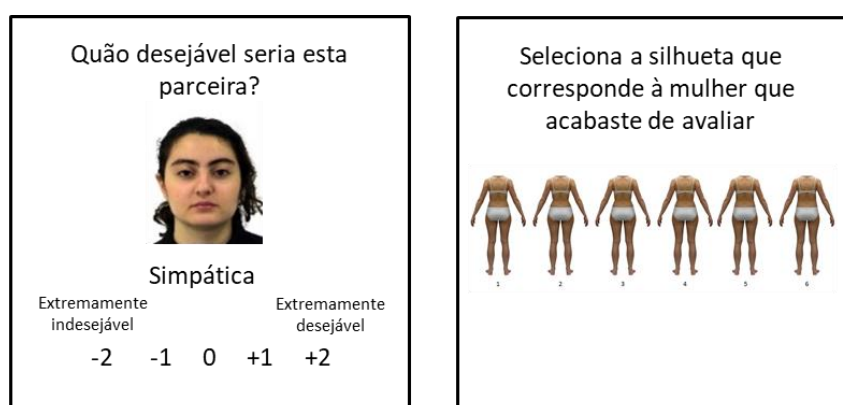 Quão desejável seria esta
parceira?
Simpática
Extremamente
indesejável
Extremamente
desejável
-2 -1 0 +1 +2
Seleciona a silhueta que
corresponde à mulher que
acabaste de avaliar
1 2 3 4 5 6